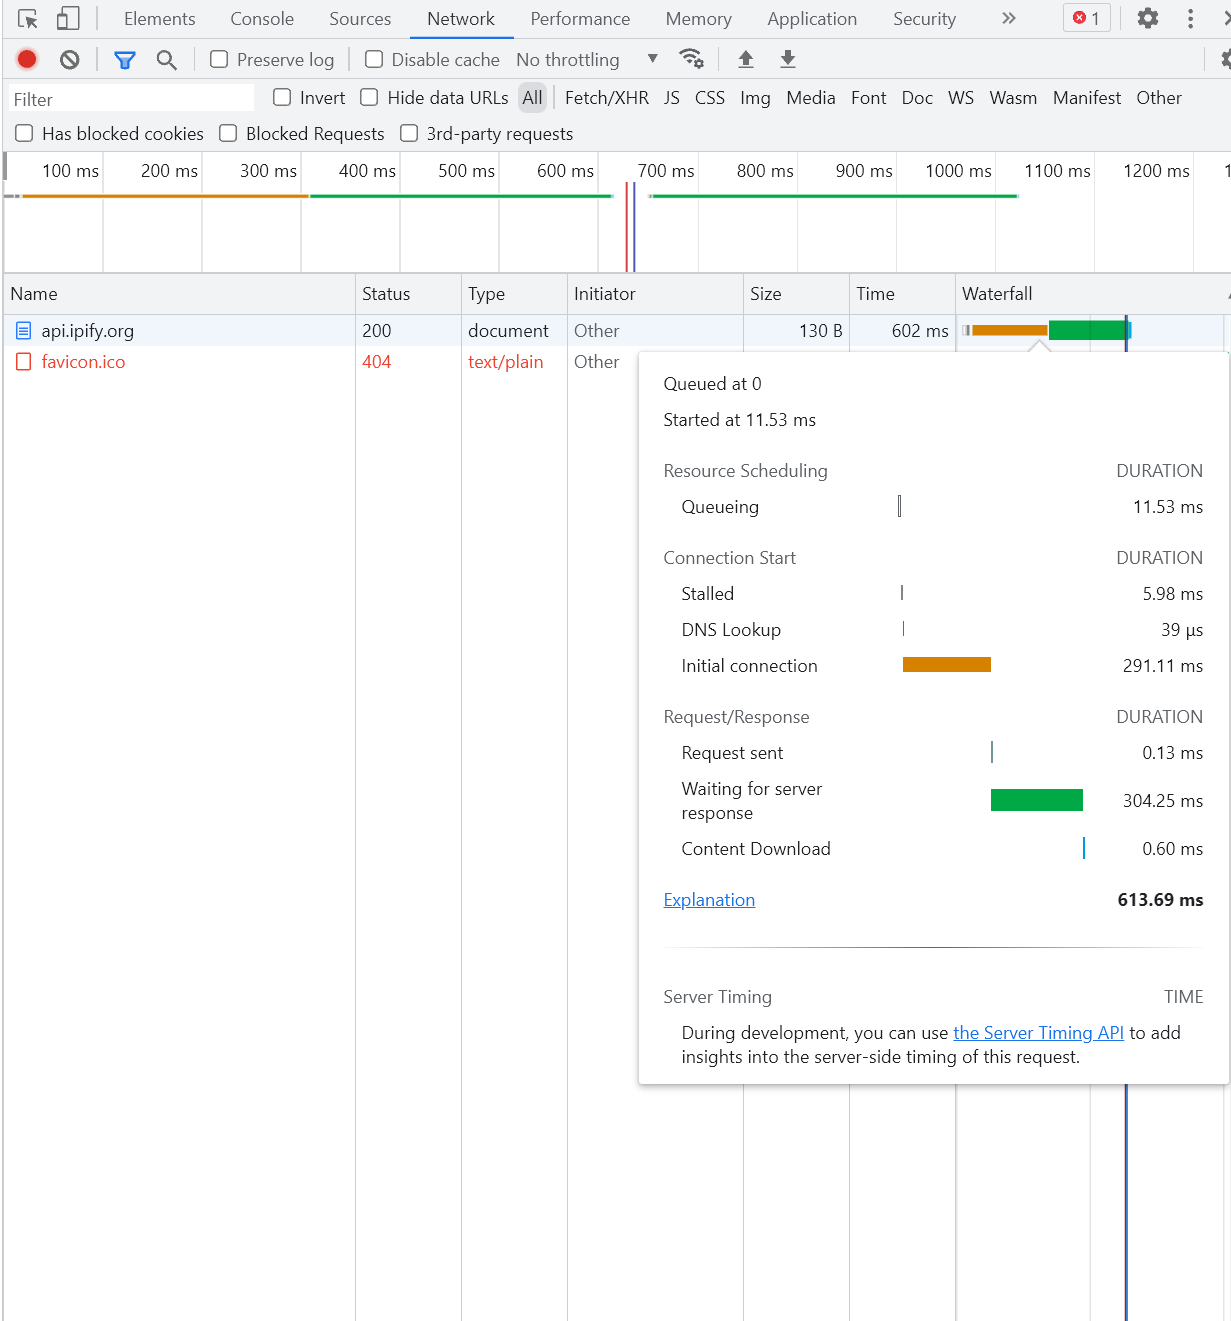 Elements Console Sources Network Performance Memory Application Security » 1
Preserve log Disable cache No throttling
Filter Invert Hide data URLs All Fetch/XHR JS CSS Img Media Font Doc WS Wasm Manifest Other
Has blocked cookies Blocked Requests 3rd-party requests
100 ms 200 ms 300 ms 400 ms 500 ms 600 ms 700 ms 800 ms 900 ms 1000 ms 1100 ms 1200 ms
Name Status Type Initiator Size Time Waterfall
api.ipify.org 200 document Other 130 B 602 ms
favicon.ico 404 text/plain Other
Queued at 0
Started at 11.53 ms
Resource Scheduling DURATION
Queueing 11.53 ms
Connection Start DURATION
Stalled 5.98 ms
DNS Lookup 39 μs
Initial connection 291.11 ms
Request/Response DURATION
Request sent 0.13 ms
Waiting for server
response 304.25 ms
Content Download 0.60 ms
Explanation 613.69 ms
Server Timing TIME
During development, you can use the Server Timing API to add
insights into the server-side timing of this request.